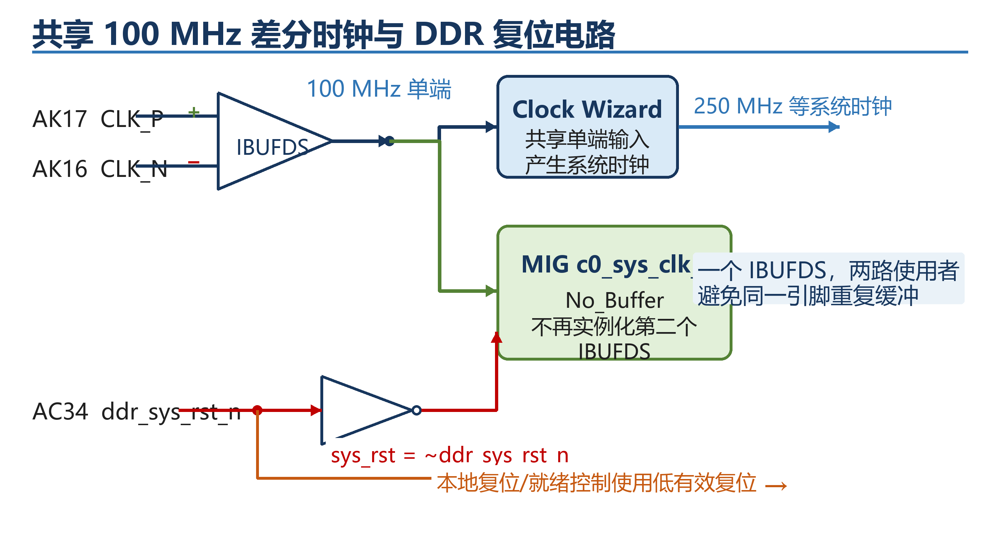 共享 100 MHz 差分时钟与 DDR 复位电路
100 MHz 单端
AK17 CLK_P
+
IBUFDS
AK16 CLK_N
−
Clock Wizard
共享单端输入
产生系统时钟
250 MHz 等系统时钟
MIG c0_sys_clk_
No_Buffer
不再实例化第二个
IBUFDS
一个 IBUFDS，两路使用者
避免同一引脚重复缓冲
AC34 ddr_sys_rst_n
sys_rst = ~ddr sys rst n
本地复位/就绪控制使用低有效复位 →